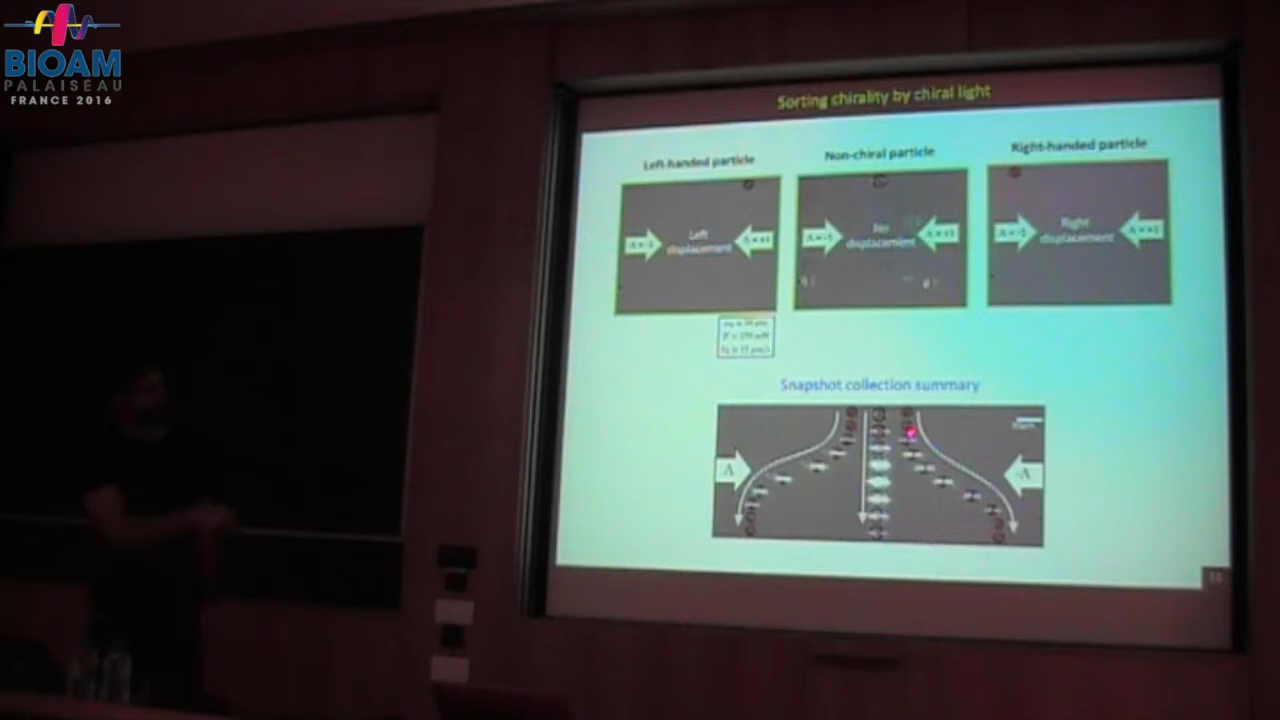 BIOAM
PALAISEAU
FRANCE 2016
Sorting chirality by chiral light
Left-handed particle
Non-chiral particle
Right-handed particle
Left
displacement
No
displacement
Right
displacement
Snapshot collection summary
Λ
-Λ